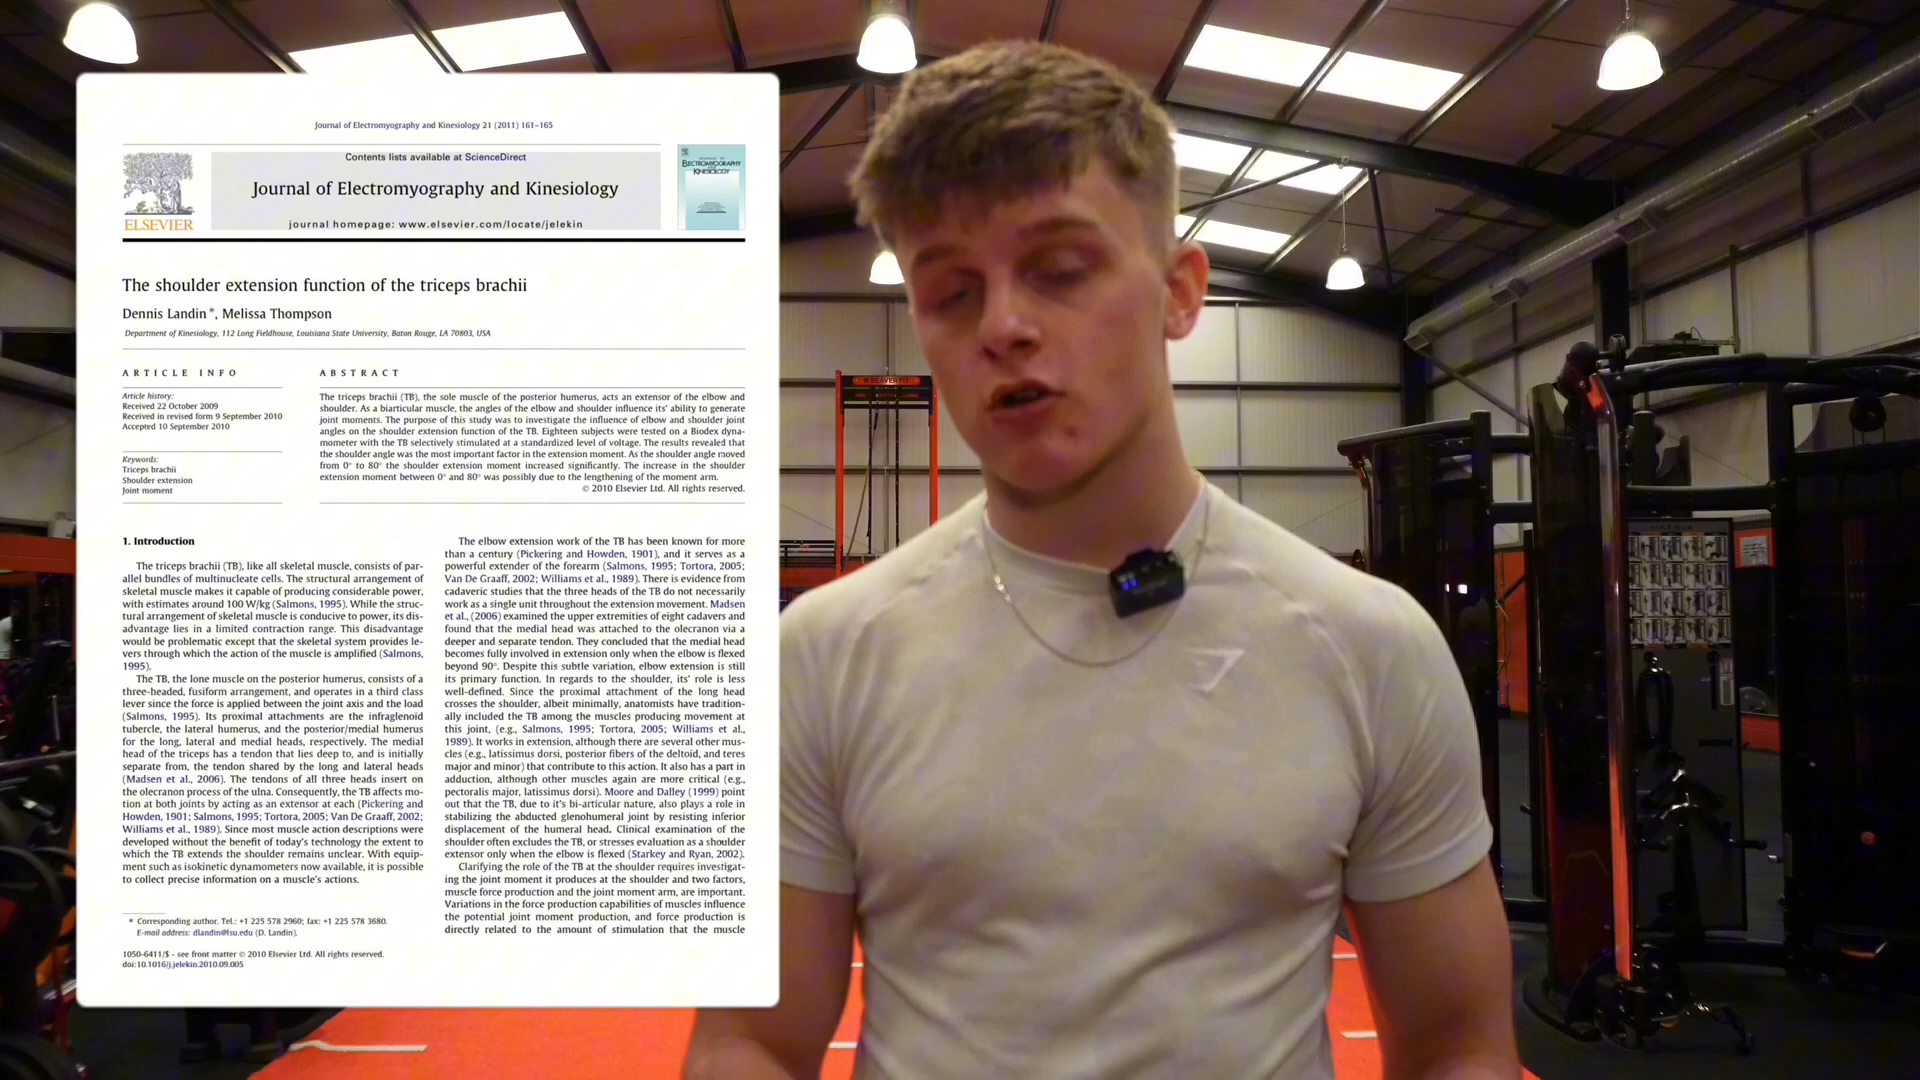 Journal of Electromyography and Kinesiology 21 (2011) 161–165
Contents lists available at ScienceDirect
Journal of Electromyography and Kinesiology
journal homepage: www.elsevier.com/locate/jelekin
ELSEVIER
ELECTROMYOGRAPHY
KINESIOLOGY
The shoulder extension function of the triceps brachii
Dennis Landin *, Melissa Thompson
Department of Kinesiology, 112 Long Fieldhouse, Louisiana State University, Baton Rouge, LA 70803, USA
ARTICLE INFO
Article history:
Received 22 October 2009
Received in revised form 9 September 2010
Accepted 10 September 2010
Keywords:
Triceps brachii
Shoulder extension
Joint moment
ABSTRACT
The triceps brachii (TB), the sole muscle of the posterior humerus, acts an extensor of the elbow and
shoulder. As a biarticular muscle, the angles of the elbow and shoulder influence its' ability to generate
joint moments. The purpose of this study was to investigate the influence of elbow and shoulder joint
angles on the shoulder extension function of the TB. Eighteen subjects were tested on a Biodex dyna-
mometer with the TB selectively stimulated at a standardized level of voltage. The results revealed that
the shoulder angle was the most important factor in the extension moment. As the shoulder angle moved
from 0° to 80° the shoulder extension moment increased significantly. The increase in the shoulder
extension moment between 0° and 80° was possibly due to the lengthening of the moment arm.
© 2010 Elsevier Ltd. All rights reserved.
1. Introduction
The triceps brachii (TB), like all skeletal muscle, consists of par-
allel bundles of multinucleate cells. The structural arrangement of
skeletal muscle makes it capable of producing considerable power,
with estimates around 100 W/kg (Salmons, 1995). While the struc-
tural arrangement of skeletal muscle is conducive to power, its dis-
advantage lies in a limited contraction range. This disadvantage
would be problematic except that the skeletal system provides le-
vers through which the action of the muscle is amplified (Salmons,
1995).
The TB, the lone muscle on the posterior humerus, consists of a
three-headed, fusiform arrangement, and operates in a third class
lever since the force is applied between the joint axis and the load
(Salmons, 1995). Its proximal attachments are the infraglenoid
tubercle, the lateral humerus, and the posterior/medial humerus
for the long, lateral and medial heads, respectively. The medial
head of the triceps has a tendon that lies deep to, and is initially
separate from, the tendon shared by the long and lateral heads
(Madsen et al., 2006). The tendons of all three heads insert on
the olecranon process of the ulna. Consequently, the TB affects mo-
tion at both joints by acting as an extensor at each (Pickering and
Howden, 1901; Salmons, 1995; Tortora, 2005; Van De Graaff, 2002;
Williams et al., 1989). Since most muscle action descriptions were
developed without the benefit of today's technology the extent to
which the TB extends the shoulder remains unclear. With equip-
ment such as isokinetic dynamometers now available, it is possible
to collect precise information on a muscle's actions.
The elbow extension work of the TB has been known for more
than a century (Pickering and Howden, 1901), and it serves as a
powerful extender of the forearm (Salmons, 1995; Tortora, 2005;
Van De Graaff, 2002; Williams et al., 1989). There is evidence from
cadaveric studies that the three heads of the TB do not necessarily
work as a single unit throughout the extension movement. Madsen
et al., (2006) examined the upper extremities of eight cadavers and
found that the medial head was attached to the olecranon via a
deeper and separate tendon. They concluded that the medial head
becomes fully involved in extension only when the elbow is flexed
beyond 90°. Despite this subtle variation, elbow extension is still
its primary function. In regards to the shoulder, its' role is less
well-defined. Since the proximal attachment of the long head
crosses the shoulder, albeit minimally, anatomists have tradition-
ally included the TB among the muscles producing movement at
this joint, (e.g., Salmons, 1995; Tortora, 2005; Williams et al.,
1989). It works in extension, although there are several other mus-
cles (e.g., latissimus dorsi, posterior fibers of the deltoid, and teres
major and minor) that contribute to this action. It also has a part in
adduction, although other muscles again are more critical (e.g.,
pectoralis major, latissimus dorsi). Moore and Dalley (1999) point
out that the TB, due to it's bi-articular nature, also plays a role in
stabilizing the abducted glenohumeral joint by resisting inferior
displacement of the humeral head. Clinical examination of the
shoulder often excludes the TB, or stresses evaluation as a shoulder
extensor only when the elbow is flexed (Starkey and Ryan, 2002).
Clarifying the role of the TB at the shoulder requires investigat-
ing the joint moment it produces at the shoulder and two factors,
muscle force production and the joint moment arm, are important.
Variations in the force production capabilities of muscles influence
the potential joint moment production, and force production is
directly related to the amount of stimulation that the muscle
* Corresponding author. Tel.: +1 225 578 2960; fax: +1 225 578 3680.
E-mail address: dlandin@lsu.edu (D. Landin).
1050-6411/$ - see front matter © 2010 Elsevier Ltd. All rights reserved.
doi:10.1016/j.jelekin.2010.09.005
BEAVERFIT
MATRIX